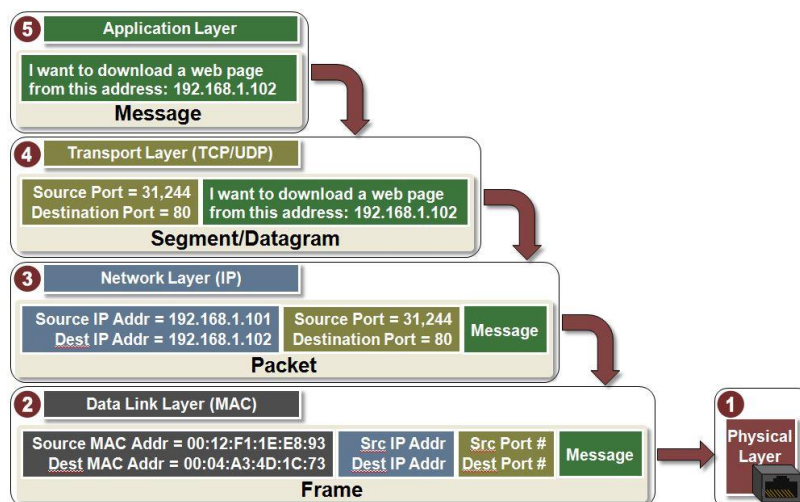 5
Application Layer
I want to download a web page
from this address: 192.168.1.102
Message
4
Transport Layer (TCP/UDP)
Source Port = 31,244
Destination Port = 80
I want to download a web page
from this address: 192.168.1.102
Segment/Datagram
3
Network Layer (IP)
Source IP Addr = 192.168.1.101
Dest IP Addr = 192.168.1.102
Source Port = 31,244
Destination Port = 80
Message
Packet
2
Data Link Layer (MAC)
Source MAC Addr = 00:12:F1:1E:E8:93
Dest MAC Addr = 00:04:A3:4D:1C:73
Src IP Addr
Dest IP Addr
Src Port #
Dest Port #
Message
Frame
1
Physical
Layer